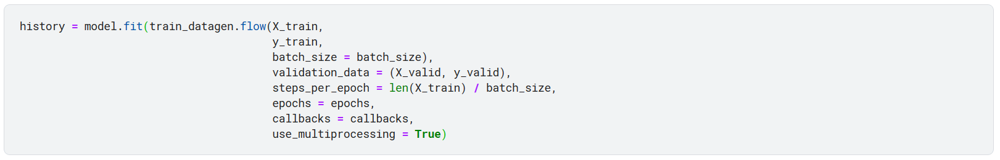 history = model.fit(train_datagen.flow(X_train,
y_train,
batch_size = batch_size),
validation_data = (X_valid, y_valid),
steps_per_epoch = len(X_train) / batch_size,
epochs = epochs,
callbacks = callbacks,
use_multiprocessing = True)